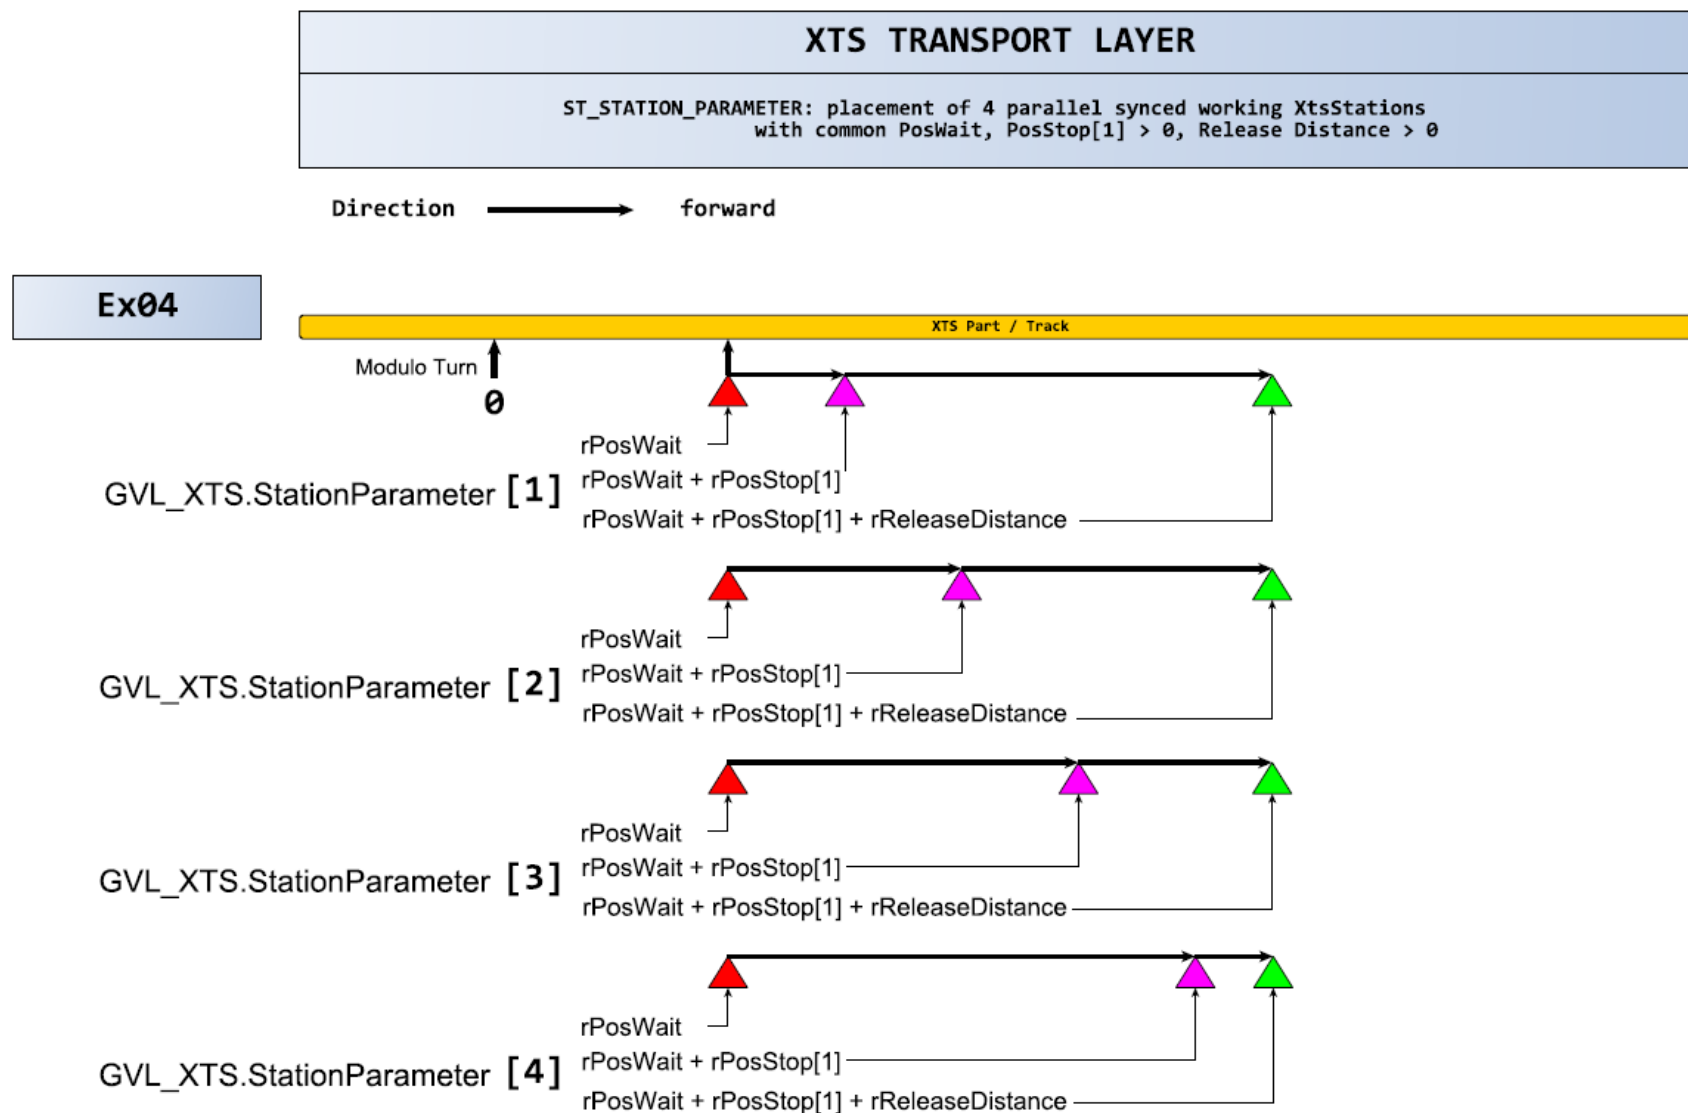 XTS TRANSPORT LAYER
ST_STATION_PARAMETER: placement of 4 parallel synced working XtsStations
with common PosWait, PosStop[1] > 0, Release Distance > 0
Direction forward
Ex04
XTS Part / Track
Modulo Turn
0
rPosWait
GVL_XTS.StationParameter [1] rPosWait + rPosStop[1]
rPosWait + rPosStop[1] + rReleaseDistance
rPosWait
GVL_XTS.StationParameter [2] rPosWait + rPosStop[1]
rPosWait + rPosStop[1] + rReleaseDistance
rPosWait
GVL_XTS.StationParameter [3] rPosWait + rPosStop[1]
rPosWait + rPosStop[1] + rReleaseDistance
rPosWait
GVL_XTS.StationParameter [4] rPosWait + rPosStop[1]
rPosWait + rPosStop[1] + rReleaseDistance